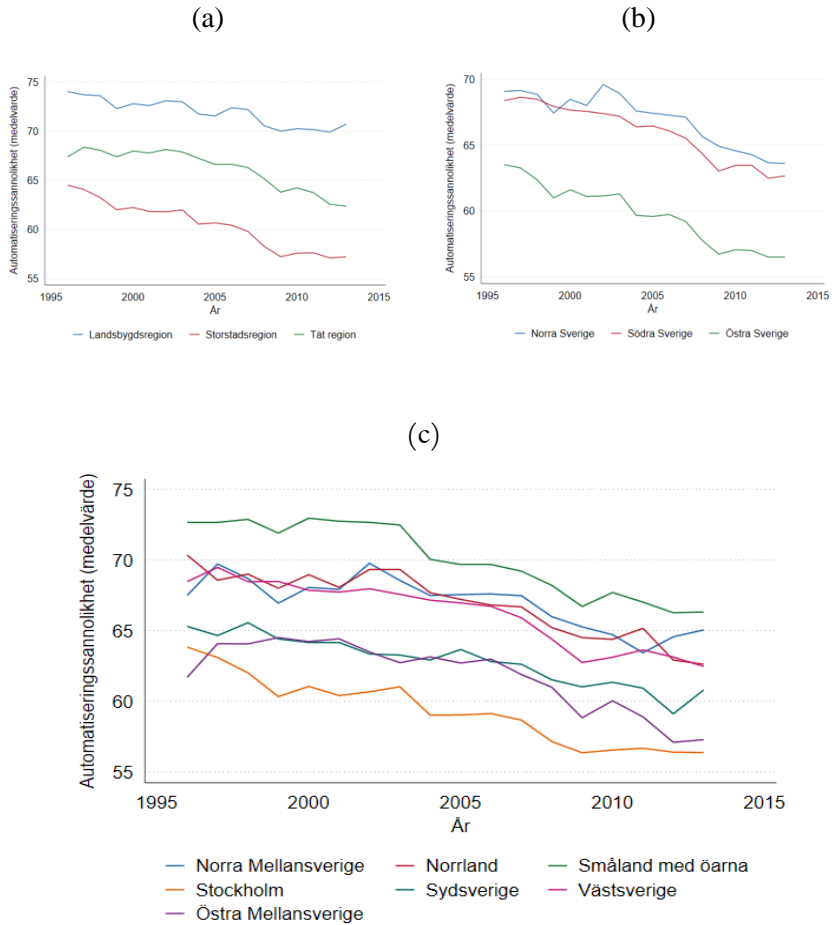 (a)
Automatiseringssannolikhet (medelvärde)
75
70
65
60
55
1995 2000 2005 2010 2015
År
Landsbygdsregion Storstadsregion Tät region
(b)
Automatiseringssannolikhet (medelvärde)
70
65
60
55
1995 2000 2005 2010 2015
År
Norra Sverige Södra Sverige Östra Sverige
(c)
Automatiseringssannolikhet (medelvärde)
75
70
65
60
55
1995 2000 2005 2010 2015
År
Norra Mellansverige Norrland Småland med öarna
Stockholm Sydsverige Västsverige
Östra Mellansverige